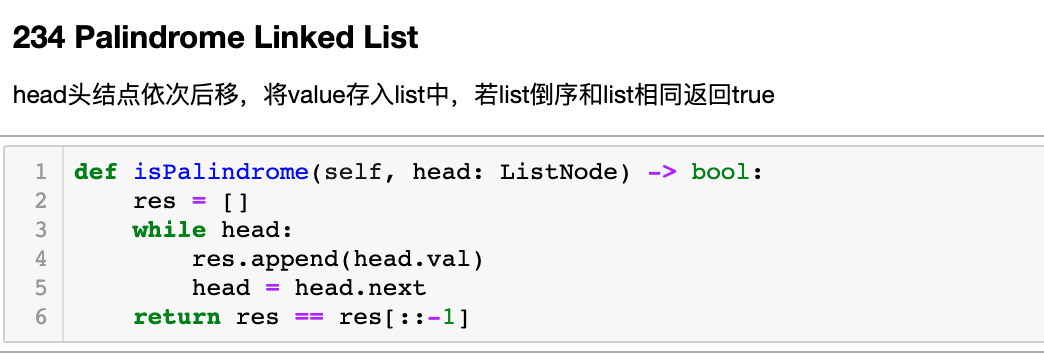 234 Palindrome Linked List
head头结点依次后移，将value存入list中，若list倒序和list相同返回true
1 def isPalindrome(self, head: ListNode) -> bool:
2     res = []
3     while head:
4         res.append(head.val)
5         head = head.next
6     return res == res[::-1]